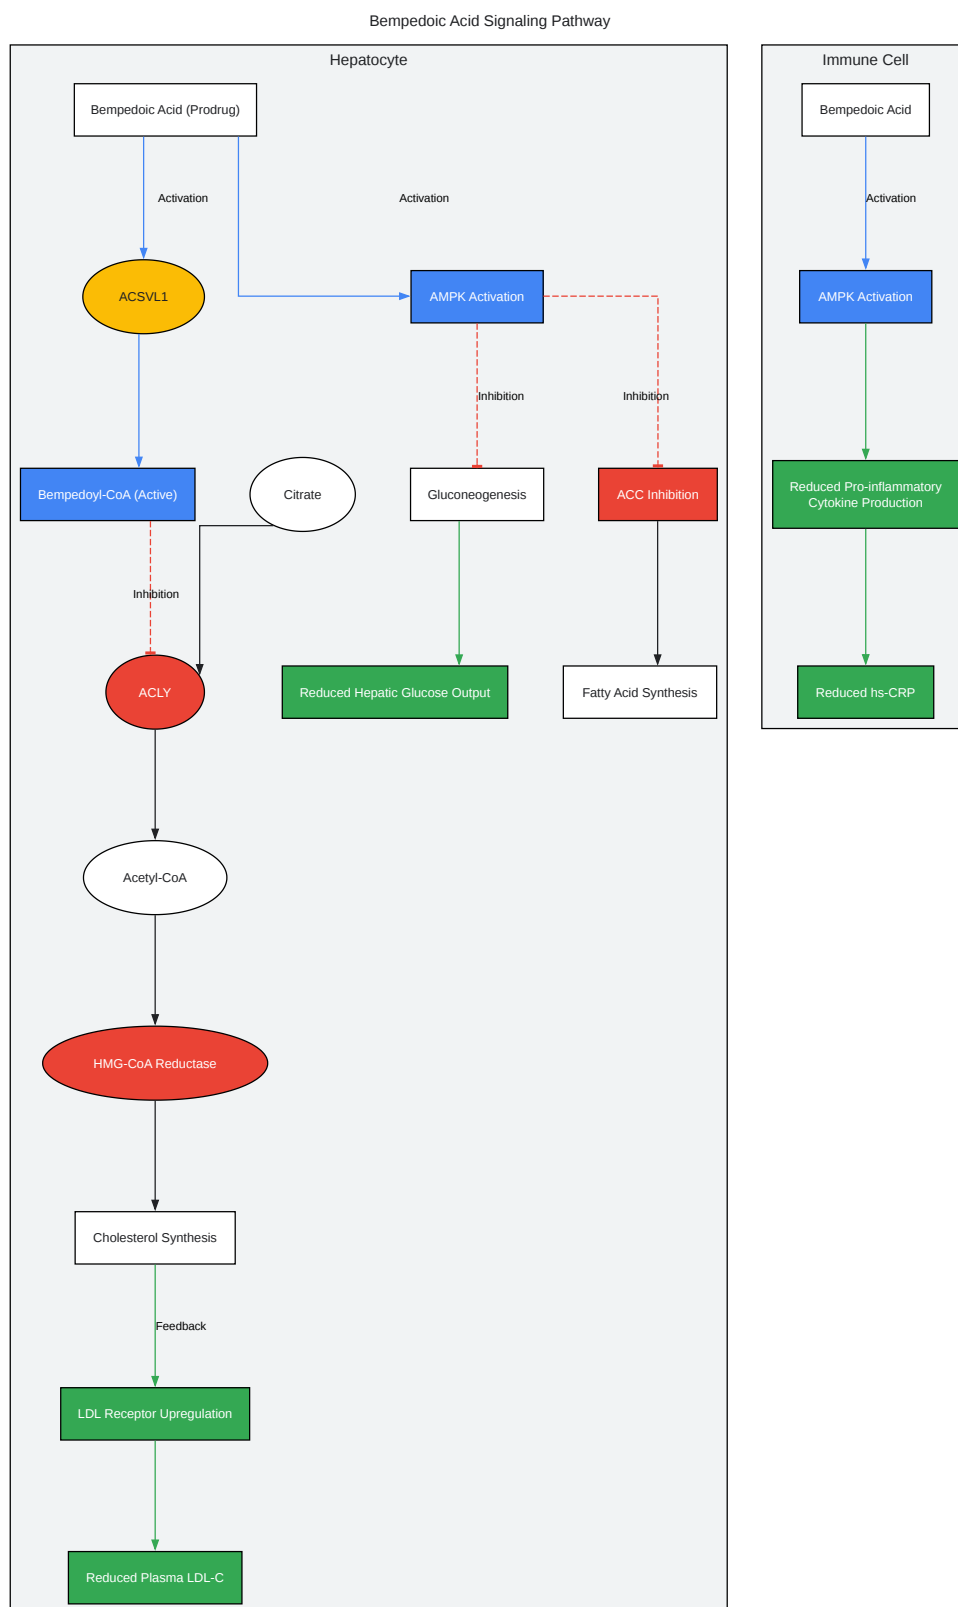 Bempedoic Acid Signaling Pathway
Hepatocyte
Immune Cell
Bempedoic Acid (Prodrug)
Bempedoic Acid
Activation
Activation
Activation
ACSVL1
AMPK Activation
AMPK Activation
Inhibition
Inhibition
Bempedoyl-CoA (Active)
Citrate
Gluconeogenesis
ACC Inhibition
Reduced Pro-inflammatory
Cytokine Production
Inhibition
ACLY
Reduced Hepatic Glucose Output
Fatty Acid Synthesis
Reduced hs-CRP
Acetyl-CoA
HMG-CoA Reductase
Cholesterol Synthesis
Feedback
LDL Receptor Upregulation
Reduced Plasma LDL-C